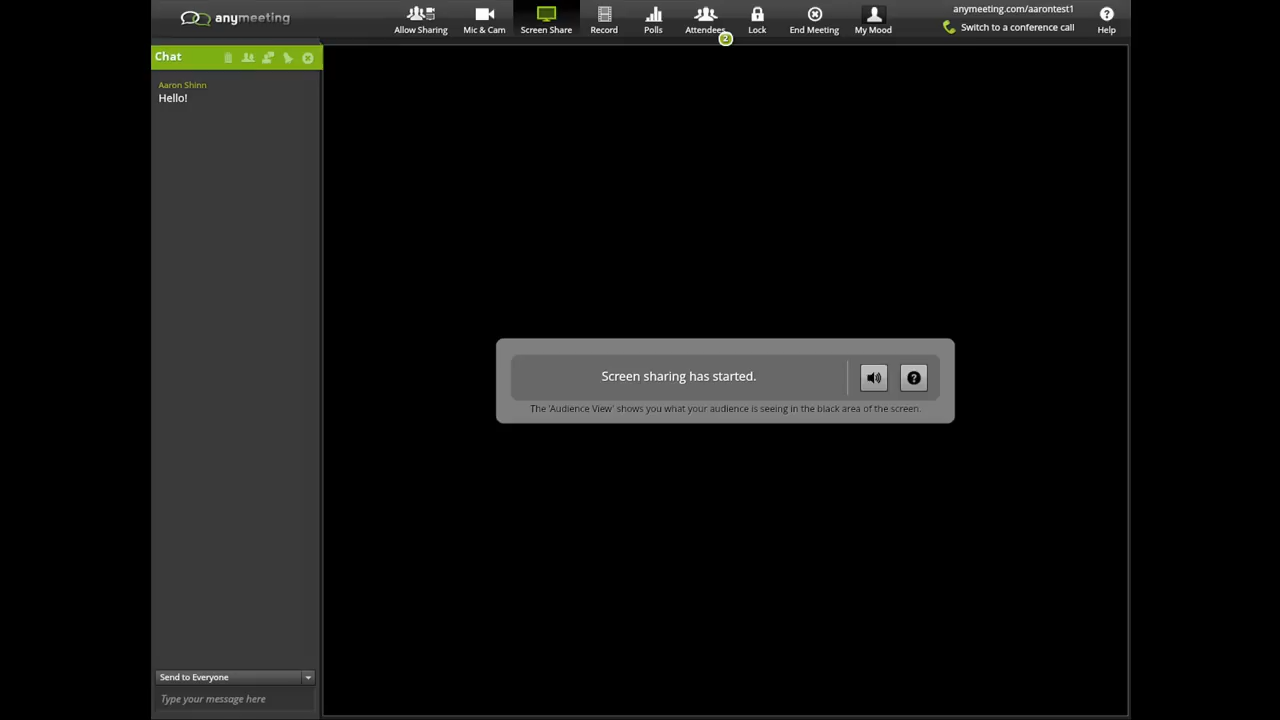 anymeeting
Allow Sharing
Mic & Cam
Screen Share
Record
Polls
Attendees
2
Lock
End Meeting
My Mood
anymeeting.com/aarontest1
Switch to a conference call
Help
Chat
Aaron Shinn
Hello!
Screen sharing has started.
The 'Audience View' shows you what your audience is seeing in the black area of the screen.
Send to Everyone
Type your message here